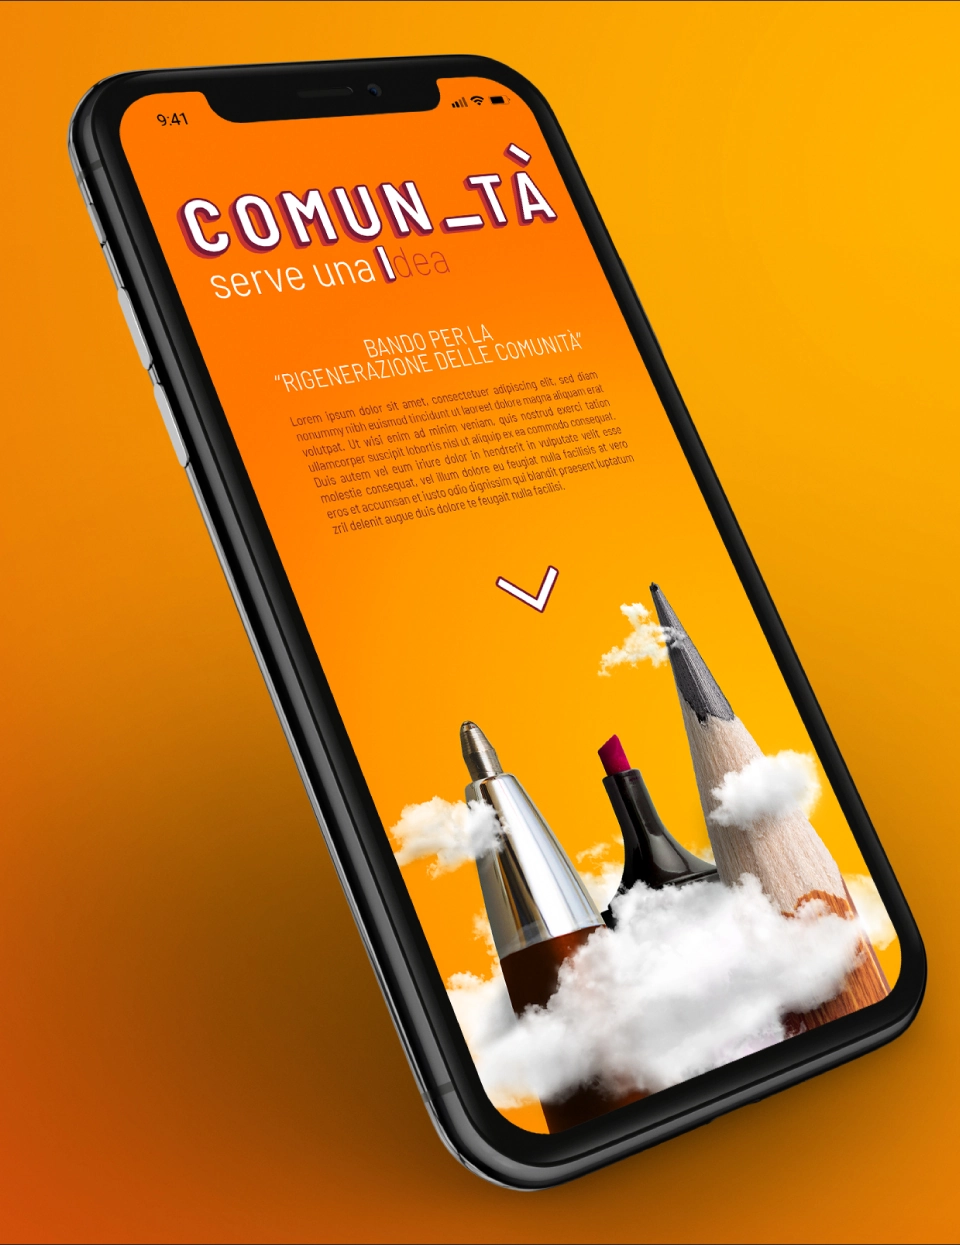 9:41
COMUN_TÀ
serve una Idea
BANDO PER LA
“RIGENERAZIONE DELLE COMUNITÀ”
Lorem ipsum dolor sit amet, consectetuer adipiscing elit, sed diam
nonummy nibh euismod tincidunt ut laoreet dolore magna aliquam erat
volutpat. Ut wisi enim ad minim veniam, quis nostrud exerci tation
ullamcorper suscipit lobortis nisl ut aliquip ex ea commodo consequat.
Duis autem vel eum iriure dolor in hendrerit in vulputate velit esse
molestie consequat, vel illum dolore eu feugiat nulla facilisis at vero
eros et accumsan et iusto odio dignissim qui blandit praesent luptatum
zril delenit augue duis dolore te feugait nulla facilisi.